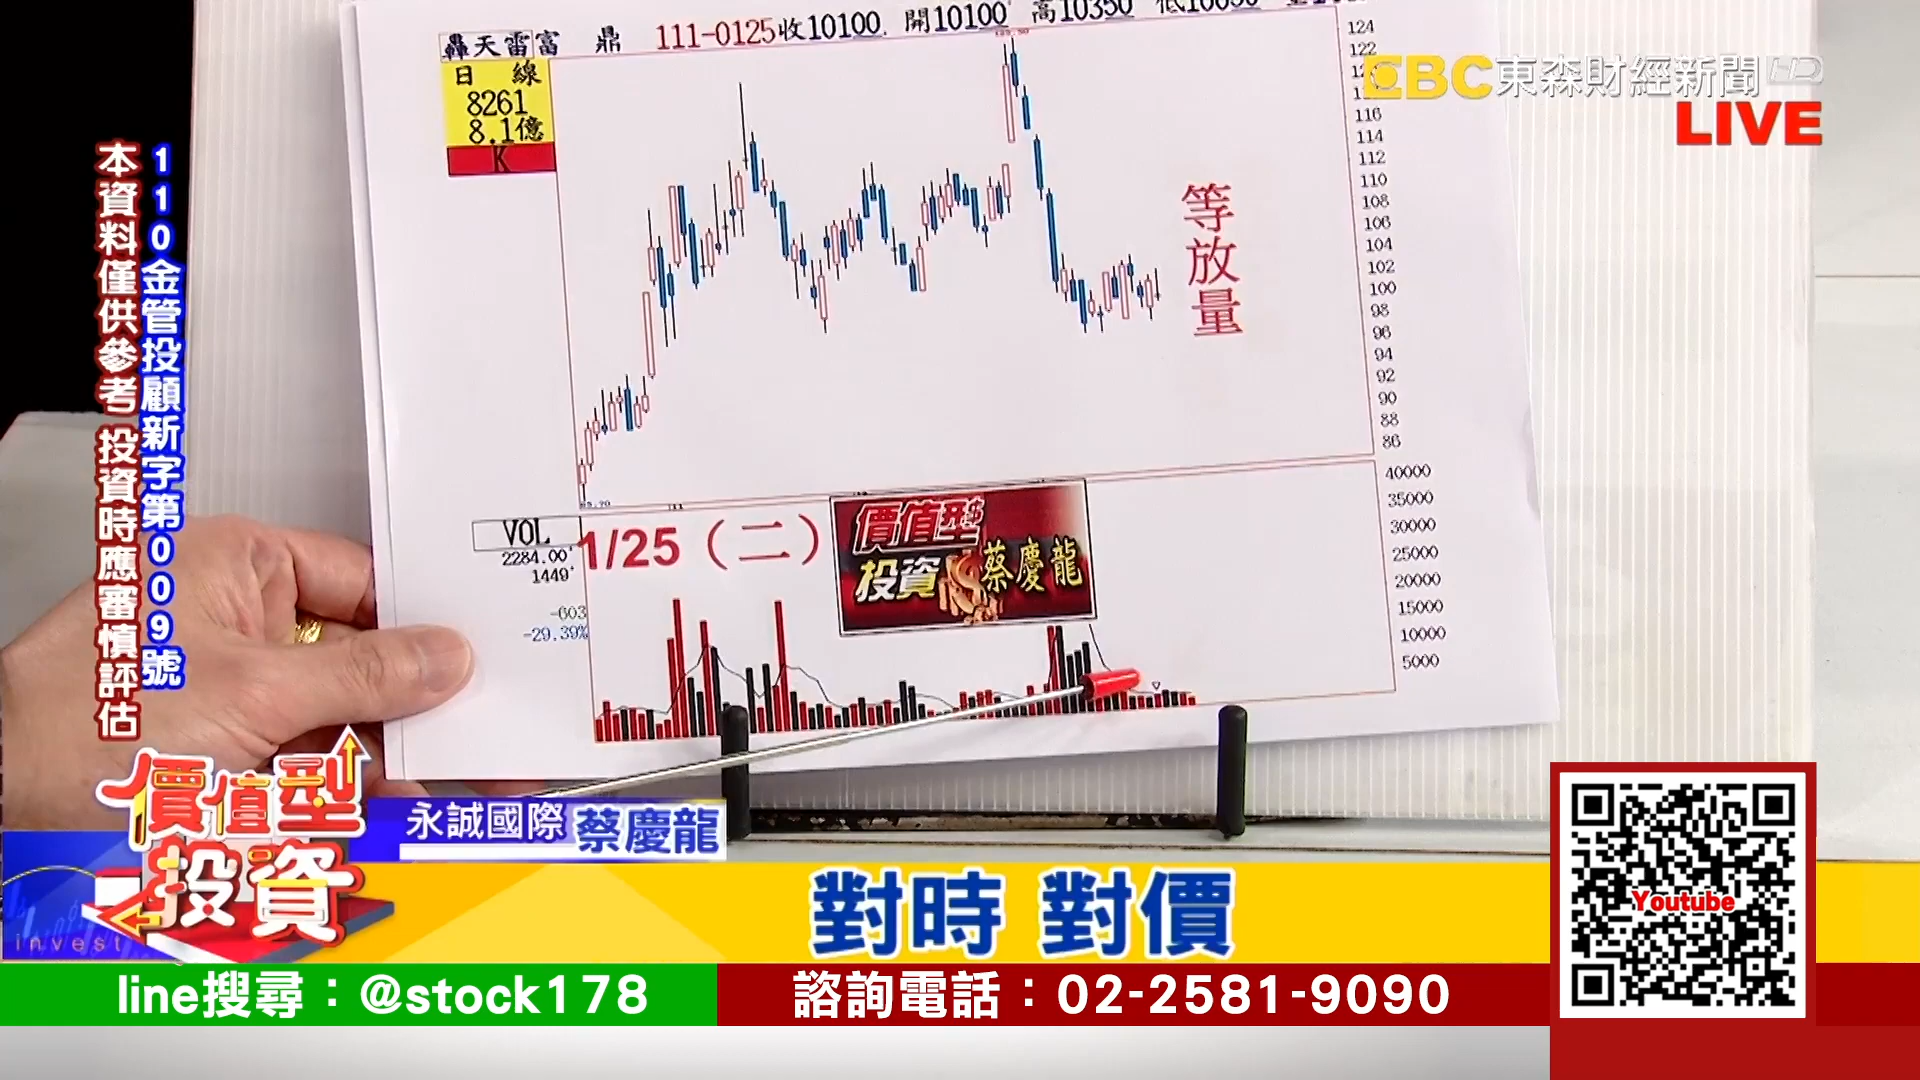 轟天雷富 鼎 111-0125收10100. 開10100 高10350
日 線
8261
8.1億
K
124
122
116
114
112
110
108
106
104
102
100
98
96
94
92
90
88
86
等放量
EBC東森財經新聞HD
LIVE
110金管投顧新字第009號
本資料僅供參考 投資時應審慎評估
VOL
2284.00
1449
-603
-29.39%
1/25（二）
價值型
投資
蔡慶龍
40000
35000
30000
25000
20000
15000
10000
5000
價值型
投資
invest
永誠國際 蔡慶龍
對時 對價
Youtube
line搜尋：@stock178
諮詢電話：02-2581-9090